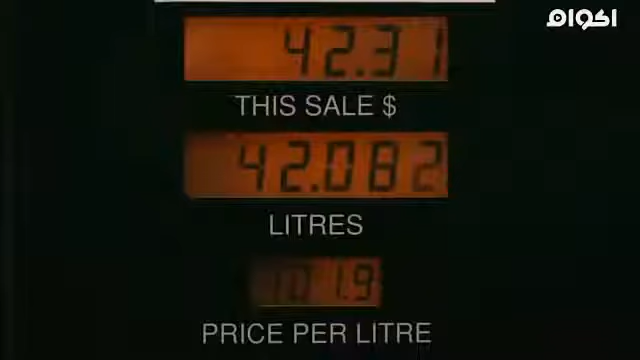 اكوام
42.31
THIS SALE $
42.082
LITRES
101.9
PRICE PER LITRE